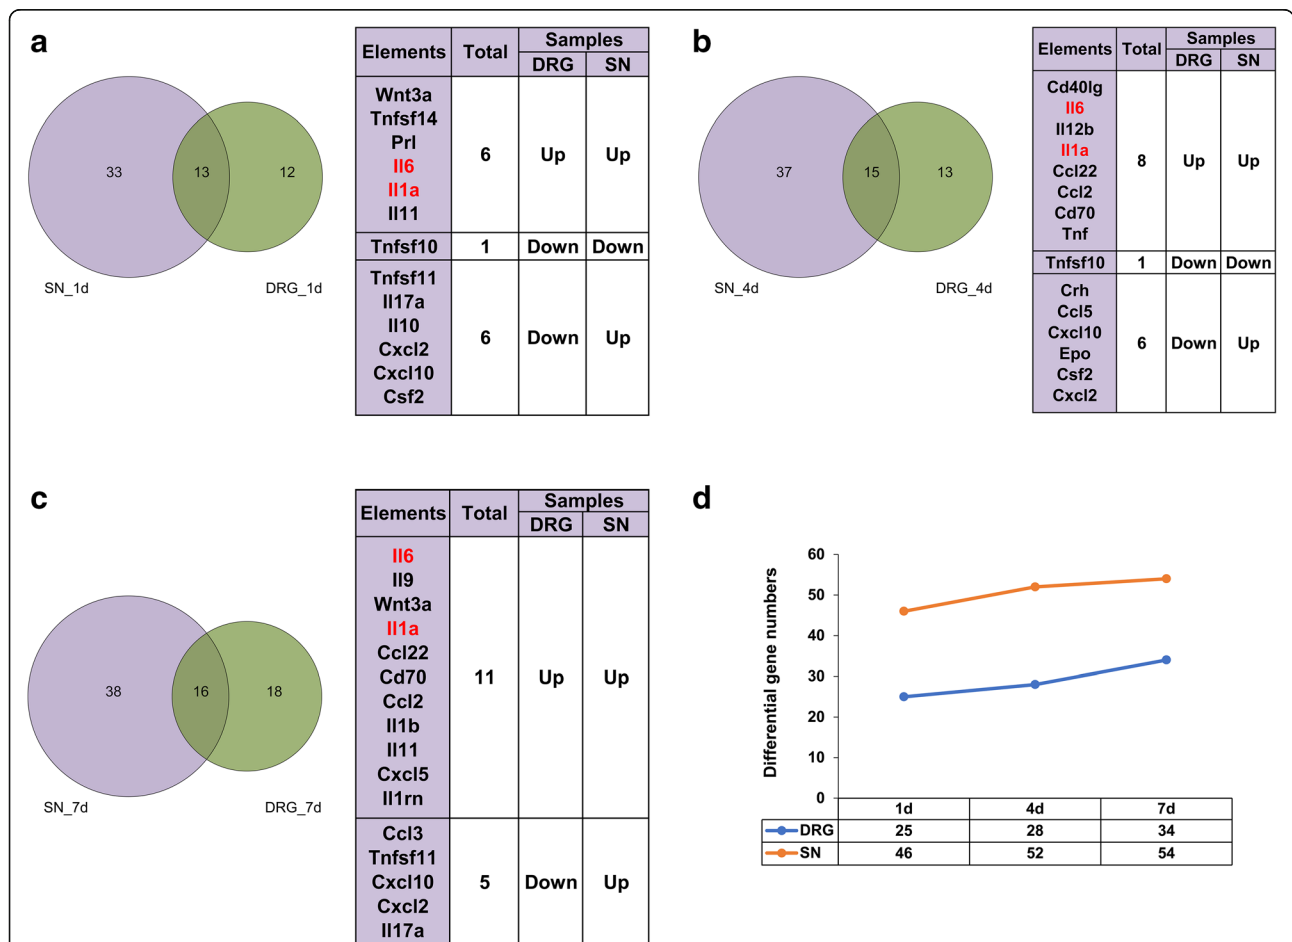 a
33
13
12
SN_1d
DRG_1d
Elements Total Samples
DRG SN
Wnt3a
Tnfsf14
Prl
Il6
Il1a
Il11
6 Up Up
Tnfsf10 1 Down Down
Tnfsf11
Il17a
Il10
Cxcl2
Cxcl10
Csf2
6 Down Up
b
37
15
13
SN_4d
DRG_4d
Elements Total Samples
DRG SN
Cd40lg
Il6
Il12b
Il1a
Ccl22
Ccl2
Cd70
Tnf
8 Up Up
Tnfsf10 1 Down Down
Crh
Ccl5
Cxcl10
Epo
Csf2
Cxcl2
6 Down Up
c
38
16
18
SN_7d
DRG_7d
Elements Total Samples
DRG SN
Il6
Il9
Wnt3a
Il1a
Ccl22
Cd70
Ccl2
Il1b
Il11
Cxcl5
Il1rn
11 Up Up
Ccl3
Tnfsf11
Cxcl10
Cxcl2
Il17a
5 Down Up
d
Differential gene numbers
60
50
40
30
20
10
0
1d 4d 7d
DRG 25 28 34
SN 46 52 54